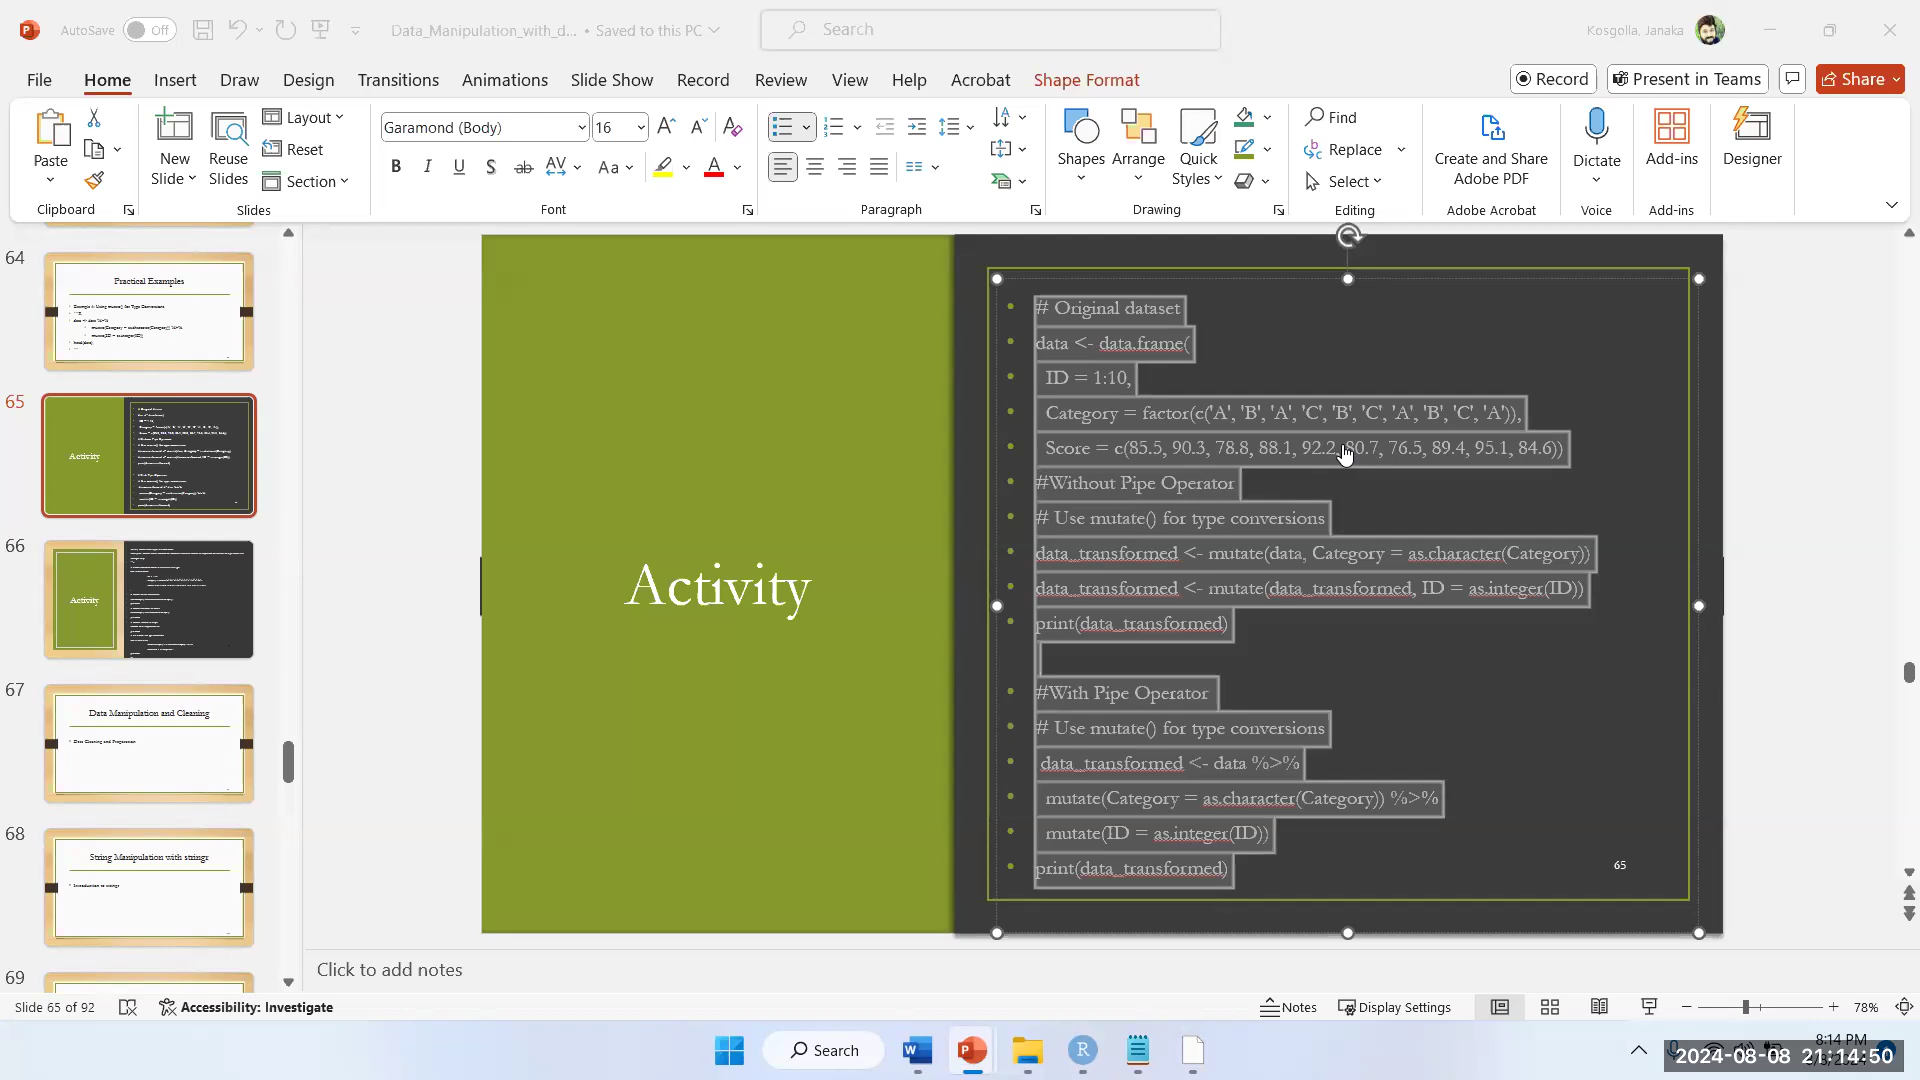 AutoSave Off Data_Manipulation_with_d... • Saved to this PC Search Kosgolla, Janaka
File Home Insert Draw Design Transitions Animations Slide Show Record Review View Help Acrobat Shape Format Record Present in Teams Share
Paste New Slide Reuse Slides Layout Reset Section Garamond (Body) 16 Shapes Arrange Quick Styles Find Replace Select Create and Share Adobe PDF Dictate Add-ins Designer
Clipboard Slides Font Paragraph Drawing Editing Adobe Acrobat Voice Add-ins
64
Practical Examples
65
Activity
66
Activity
67
Data Manipulation and Cleaning
Data Cleaning and Preparation
68
String Manipulation with stringr
Introduction to stringr
69
Activity
# Original dataset
data <- data.frame(
ID = 1:10,
Category = factor(c('A', 'B', 'A', 'C', 'B', 'C', 'A', 'B', 'C', 'A')),
Score = c(85.5, 90.3, 78.8, 88.1, 92.2, 80.7, 76.5, 89.4, 95.1, 84.6))
#Without Pipe Operator
# Use mutate() for type conversions
data_transformed <- mutate(data, Category = as.character(Category))
data_transformed <- mutate(data_transformed, ID = as.integer(ID))
print(data_transformed)
#With Pipe Operator
# Use mutate() for type conversions
data_transformed <- data %>%
mutate(Category = as.character(Category)) %>%
mutate(ID = as.integer(ID))
print(data_transformed)
65
Click to add notes
Slide 65 of 92 Accessibility: Investigate Notes Display Settings 78%
Search
8:14 PM
2024-08-08 21:14:50